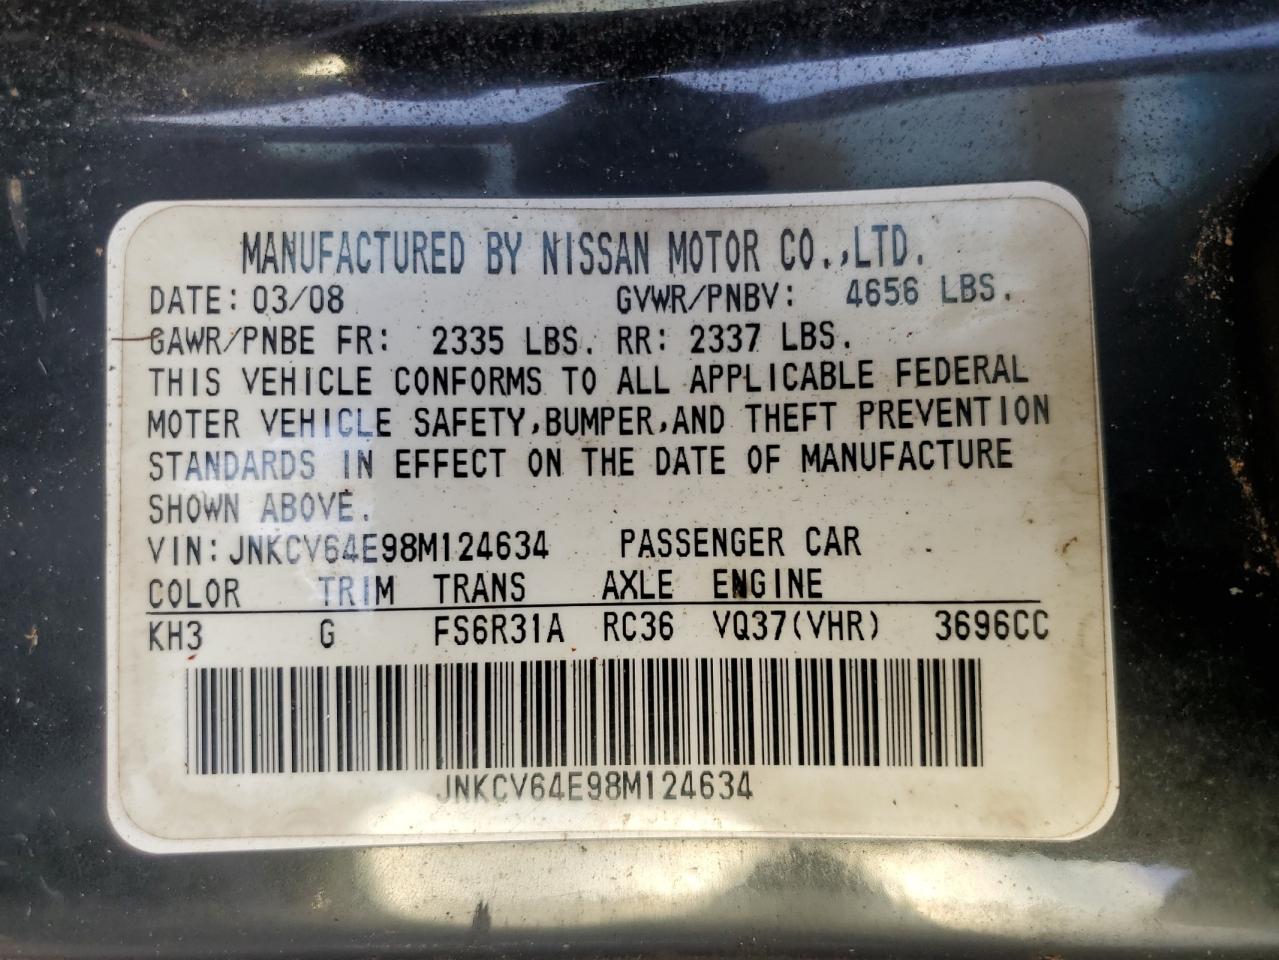 MANUFACTURED BY NISSAN MOTOR CO.,LTD.
DATE: 03/08 GVWR/PNBV: 4656 LBS.
GAWR/PNBE FR: 2335 LBS. RR: 2337 LBS.
THIS VEHICLE CONFORMS TO ALL APPLICABLE FEDERAL
MOTER VEHICLE SAFETY,BUMPER,AND THEFT PREVENTION
STANDARDS IN EFFECT ON THE DATE OF MANUFACTURE
SHOWN ABOVE.
VIN: JNKCV64E98M124634 PASSENGER CAR
COLOR TRIM TRANS AXLE ENGINE
KH3 G FS6R31A RC36 VQ37(VHR) 3696CC
JNKCV64E98M124634